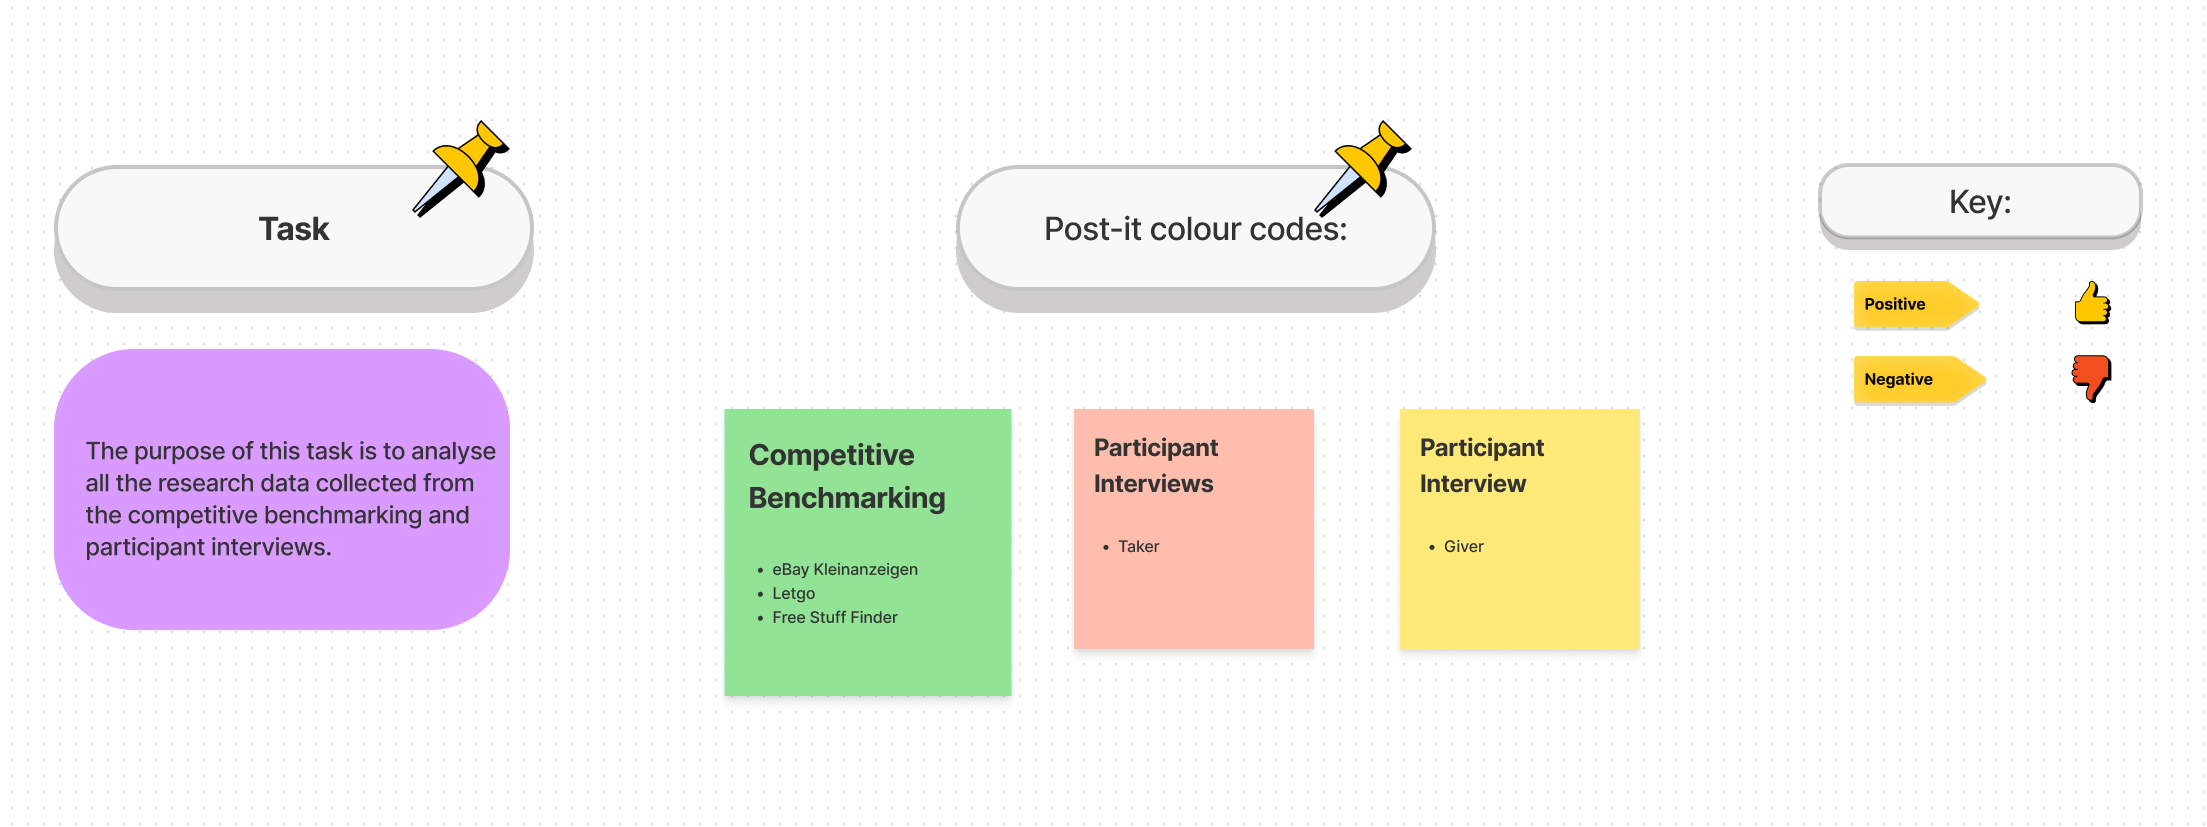 Task
The purpose of this task is to analyse
all the research data collected from
the competitive benchmarking and
participant interviews.
Post-it colour codes:
Competitive
Benchmarking
• eBay Kleinanzeigen
• Letgo
• Free Stuff Finder
Participant
Interviews
• Taker
Participant
Interview
• Giver
Key:
Positive
Negative